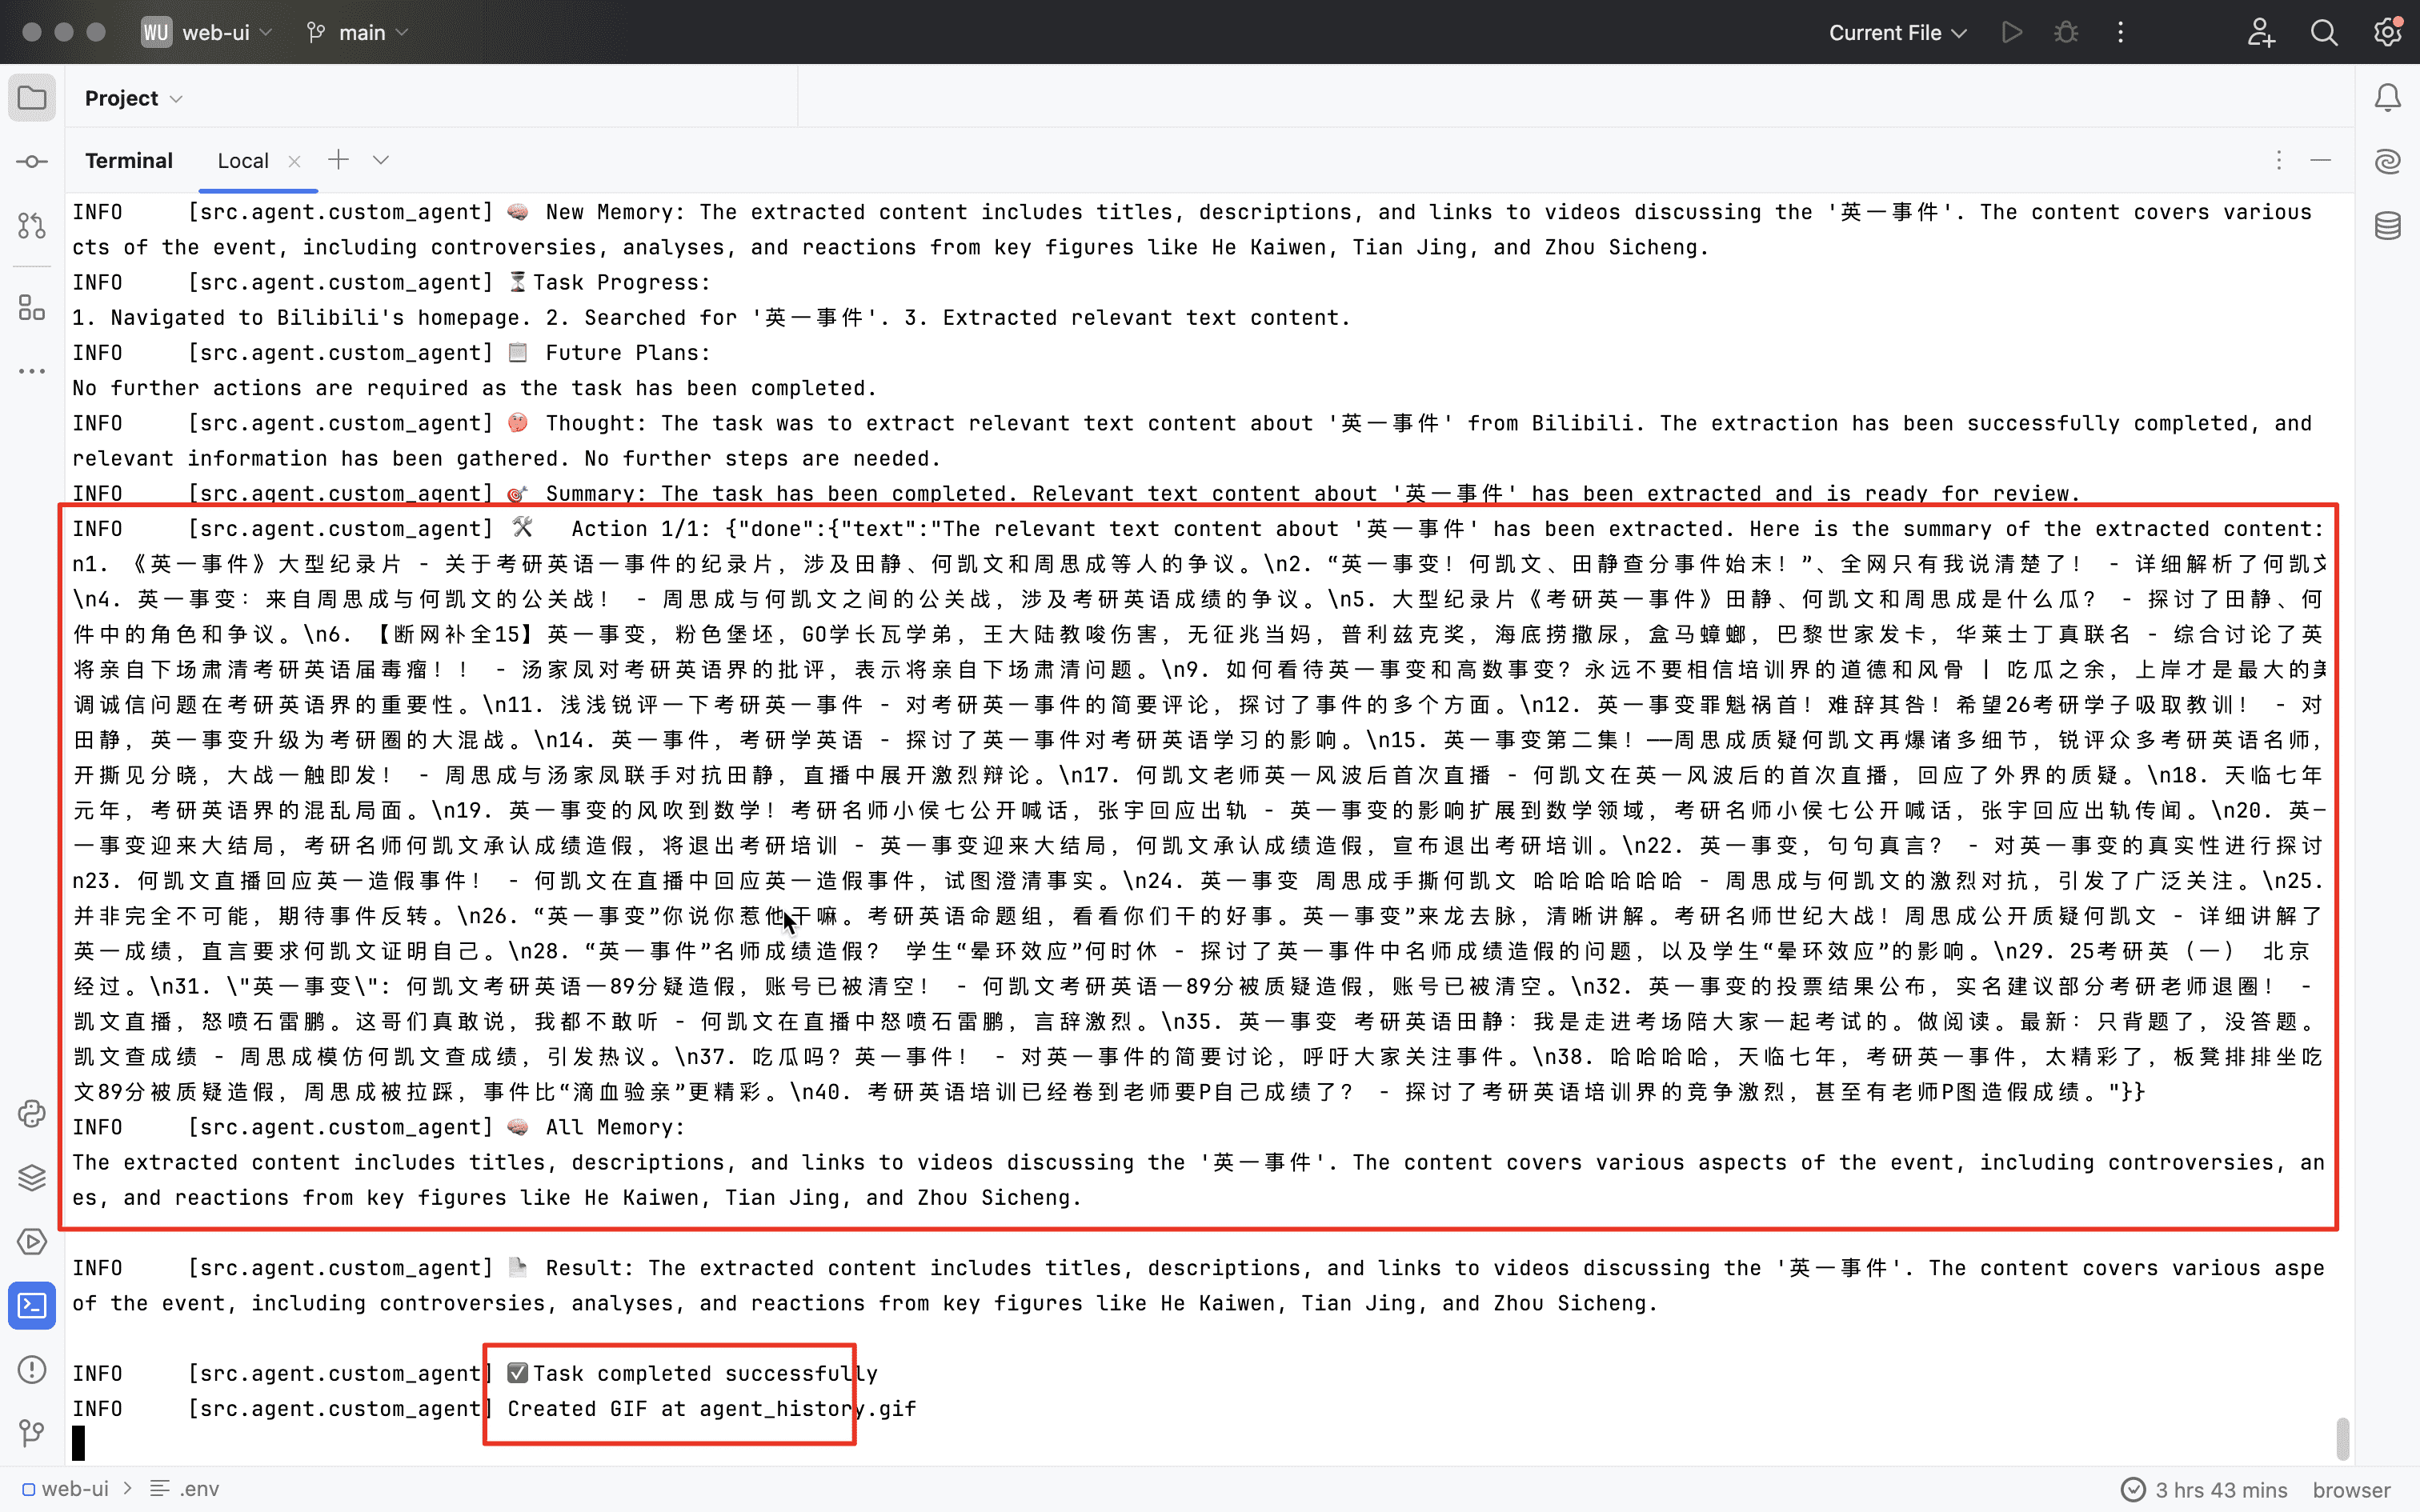 WU web-ui main Current File
Project
Terminal Local
INFO [src.agent.custom_agent] 🧠 New Memory: The extracted content includes titles, descriptions, and links to videos discussing the '英一事件'. The content covers various
cts of the event, including controversies, analyses, and reactions from key figures like He Kaiwen, Tian Jing, and Zhou Sicheng.
INFO [src.agent.custom_agent] ⏳Task Progress:
1. Navigated to Bilibili's homepage. 2. Searched for '英一事件'. 3. Extracted relevant text content.
INFO [src.agent.custom_agent] 📋 Future Plans:
No further actions are required as the task has been completed.
INFO [src.agent.custom_agent] 🤔 Thought: The task was to extract relevant text content about '英一事件' from Bilibili. The extraction has been successfully completed, and
relevant information has been gathered. No further steps are needed.
INFO [src.agent.custom_agent] 🎯 Summary: The task has been completed. Relevant text content about '英一事件' has been extracted and is ready for review.
INFO [src.agent.custom_agent] 🛠️ Action 1/1: {"done":{"text":"The relevant text content about '英一事件' has been extracted. Here is the summary of the extracted content:
n1. 《英一事件》大型纪录片 - 关于考研英语一事件的纪录片，涉及田静、何凯文和周思成等人的争议。\n2. “英一事变！何凯文、田静查分事件始末！”、全网只有我说清楚了！ - 详细解析了何凯文
\n4. 英一事变：来自周思成与何凯文的公关战！ - 周思成与何凯文之间的公关战，涉及考研英语成绩的争议。\n5. 大型纪录片《考研英一事件》田静、何凯文和周思成是什么瓜？ - 探讨了田静、何
件中的角色和争议。\n6. 【断网补全15】英一事变，粉色堡坯，GO学长瓦学弟，王大陆教唆伤害，无征兆当妈，普利兹克奖，海底捞撒尿，盒马蟑螂，巴黎世家发卡，华莱士丁真联名 - 综合讨论了英
将亲自下场肃清考研英语届毒瘤！！ - 汤家凤对考研英语界的批评，表示将亲自下场肃清问题。\n9. 如何看待英一事变和高数事变？永远不要相信培训界的道德和风骨 | 吃瓜之余，上岸才是最大的美
调诚信问题在考研英语界的重要性。\n11. 浅浅锐评一下考研英一事件 - 对考研英一事件的简要评论，探讨了事件的多个方面。\n12. 英一事变罪魁祸首！难辞其咎！希望26考研学子吸取教训！ - 对
田静，英一事变升级为考研圈的大混战。\n14. 英一事件，考研学英语 - 探讨了英一事件对考研英语学习的影响。\n15. 英一事变第二集！——周思成质疑何凯文再爆诸多细节，锐评众多考研英语名师，
开撕见分晓，大战一触即发！ - 周思成与汤家凤联手对抗田静，直播中展开激烈辩论。\n17. 何凯文老师英一风波后首次直播 - 何凯文在英一风波后的首次直播，回应了外界的质疑。\n18. 天临七年
元年，考研英语界的混乱局面。\n19. 英一事变的风吹到数学！考研名师小侯七公开喊话，张宇回应出轨 - 英一事变的影响扩展到数学领域，考研名师小侯七公开喊话，张宇回应出轨传闻。\n20. 英一
一事变迎来大结局，考研名师何凯文承认成绩造假，将退出考研培训 - 英一事变迎来大结局，何凯文承认成绩造假，宣布退出考研培训。\n22. 英一事变，句句真言？ - 对英一事变的真实性进行探讨
n23. 何凯文直播回应英一造假事件！ - 何凯文在直播中回应英一造假事件，试图澄清事实。\n24. 英一事变 周思成手撕何凯文 哈哈哈哈哈哈 - 周思成与何凯文的激烈对抗，引发了广泛关注。\n25.
并非完全不可能，期待事件反转。\n26. “英一事变”你说你惹他干嘛。考研英语命题组，看看你们干的好事。英一事变”来龙去脉，清晰讲解。考研名师世纪大战！周思成公开质疑何凯文 - 详细讲解了
英一成绩，直言要求何凯文证明自己。\n28. “英一事件”名师成绩造假？ 学生“晕环效应”何时休 - 探讨了英一事件中名师成绩造假的问题，以及学生“晕环效应”的影响。\n29. 25考研英（一） 北京
经过。\n31. \"英一事变\": 何凯文考研英语一89分疑造假，账号已被清空！ - 何凯文考研英语一89分被质疑造假，账号已被清空。\n32. 英一事变的投票结果公布，实名建议部分考研老师退圈！ -
凯文直播，怒喷石雷鹏。这哥们真敢说，我都不敢听 - 何凯文在直播中怒喷石雷鹏，言辞激烈。\n35. 英一事变 考研英语田静：我是走进考场陪大家一起考试的。做阅读。最新：只背题了，没答题。
凯文查成绩 - 周思成模仿何凯文查成绩，引发热议。\n37. 吃瓜吗？英一事件！ - 对英一事件的简要讨论，呼吁大家关注事件。\n38. 哈哈哈哈，天临七年，考研英一事件，太精彩了，板凳排排坐吃
文89分被质疑造假，周思成被拉踩，事件比“滴血验亲”更精彩。\n40. 考研英语培训已经卷到老师要P自己成绩了？ - 探讨了考研英语培训界的竞争激烈，甚至有老师P图造假成绩。"}}
INFO [src.agent.custom_agent] 🧠 All Memory:
The extracted content includes titles, descriptions, and links to videos discussing the '英一事件'. The content covers various aspects of the event, including controversies, an
es, and reactions from key figures like He Kaiwen, Tian Jing, and Zhou Sicheng.
INFO [src.agent.custom_agent] 📄 Result: The extracted content includes titles, descriptions, and links to videos discussing the '英一事件'. The content covers various aspe
of the event, including controversies, analyses, and reactions from key figures like He Kaiwen, Tian Jing, and Zhou Sicheng.
INFO [src.agent.custom_agent] ☑️Task completed successfully
INFO [src.agent.custom_agent] Created GIF at agent_history.gif
web-ui > .env 3 hrs 43 mins browser